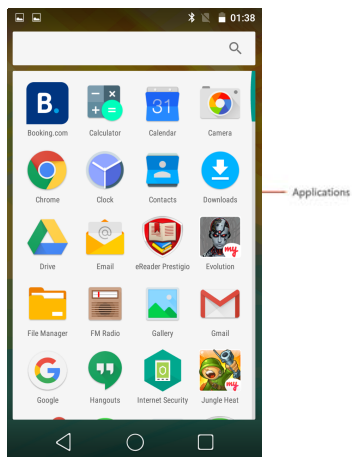 01:38
B.
31
Booking.com Calculator Calendar Camera
Applications
Chrome Clock Contacts Downloads
@
my
Drive Email eReader Prestigio Evolution
File Manager FM Radio Gallery Gmail
G
my
Google Hangouts Internet Security Jungle Heat